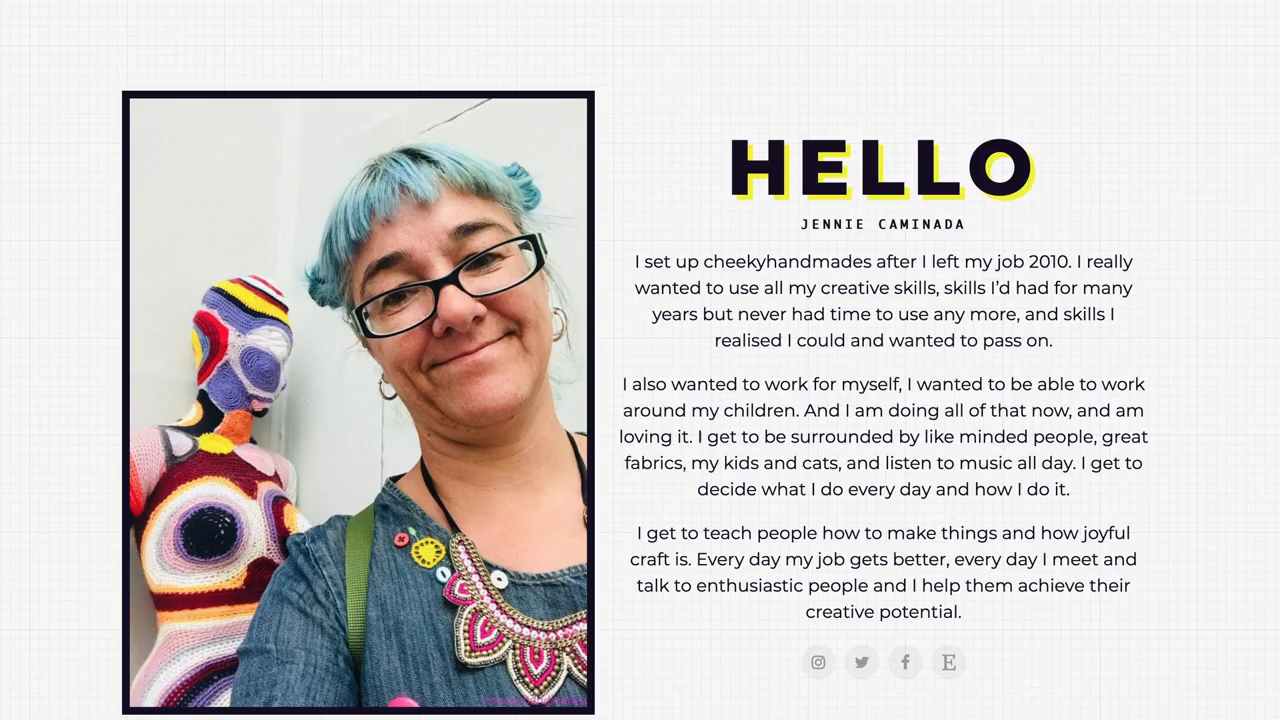 HELLO
JENNIE CAMINADA
I set up cheekyhandmades after I left my job 2010. I really
wanted to use all my creative skills, skills I’d had for many
years but never had time to use any more, and skills I
realised I could and wanted to pass on.
I also wanted to work for myself, I wanted to be able to work
around my children. And I am doing all of that now, and am
loving it. I get to be surrounded by like minded people, great
fabrics, my kids and cats, and listen to music all day. I get to
decide what I do every day and how I do it.
I get to teach people how to make things and how joyful
craft is. Every day my job gets better, every day I meet and
talk to enthusiastic people and I help them achieve their
creative potential.
E